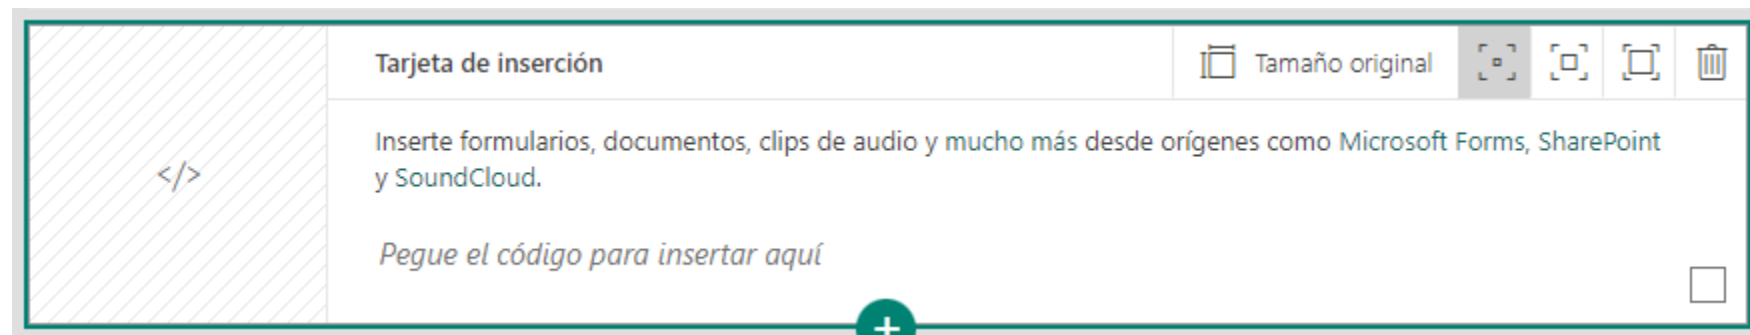 Tarjeta de inserción
Tamaño original
Inserte formularios, documentos, clips de audio y mucho más desde orígenes como Microsoft Forms, SharePoint
y SoundCloud.
</>
Pegue el código para insertar aquí